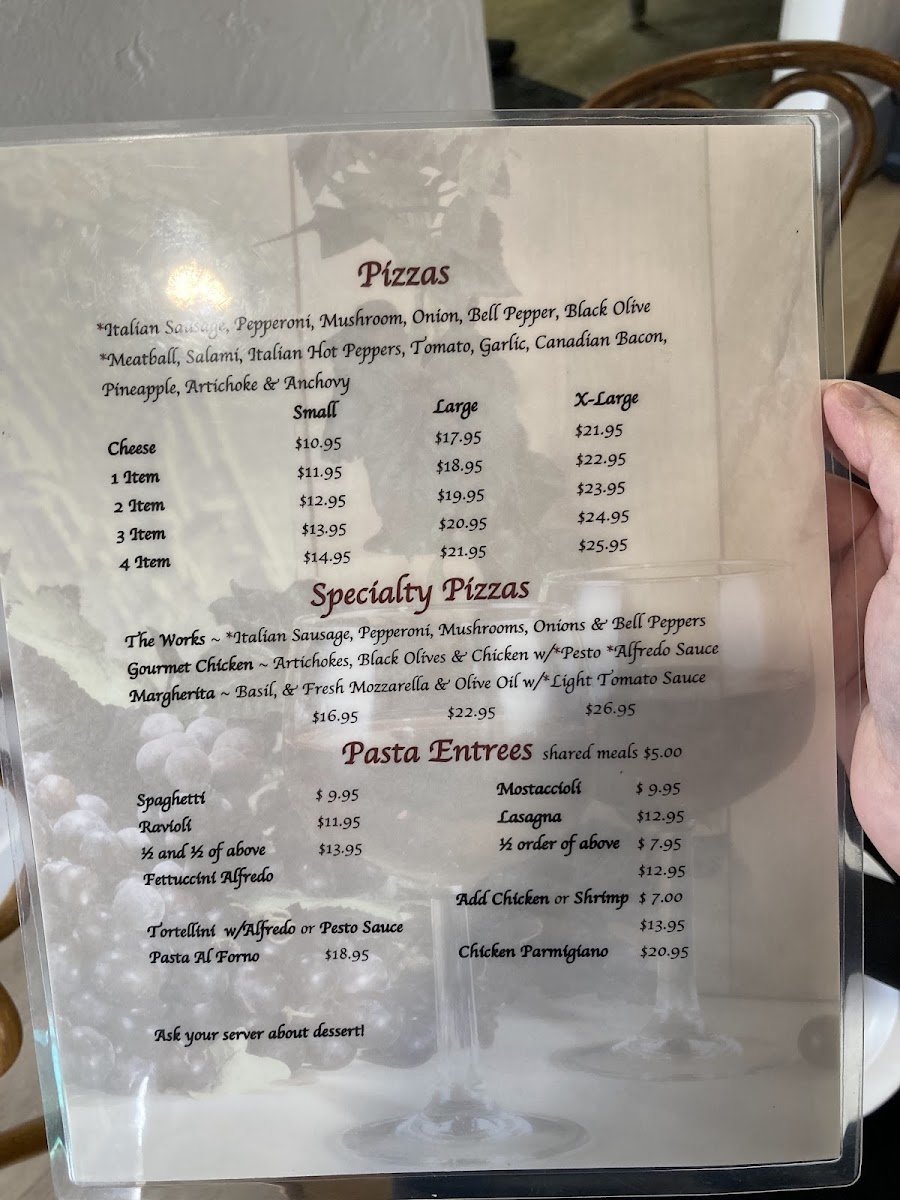 Pizzas
*Italian Sausage, Pepperoni, Mushroom, Onion, Bell Pepper, Black Olive
*Meatball, Salami, Italian Hot Peppers, Tomato, Garlic, Canadian Bacon,
Pineapple, Artichoke & Anchovy
Small Large X-Large
Cheese $10.95 $17.95 $21.95
1 Item $11.95 $18.95 $22.95
2 Item $12.95 $19.95 $23.95
3 Item $13.95 $20.95 $24.95
4 Item $14.95 $21.95 $25.95
Specialty Pizzas
The Works ~ *Italian Sausage, Pepperoni, Mushrooms, Onions & Bell Peppers
Gourmet Chicken ~ Artichokes, Black Olives & Chicken w/*Pesto *Alfredo Sauce
Margherita ~ Basil, & Fresh Mozzarella & Olive Oil w/*Light Tomato Sauce
$16.95 $22.95 $26.95
Pasta Entrees shared meals $5.00
Spaghetti $ 9.95 Mostaccioli $ 9.95
Ravioli $11.95 Lasagna $12.95
½ and ½ of above $13.95 ½ order of above $ 7.95
Fettuccini Alfredo $12.95
Add Chicken or Shrimp $ 7.00
Tortellini w/Alfredo or Pesto Sauce $13.95
Pasta Al Forno $18.95 Chicken Parmigiano $20.95
Ask your server about dessert!